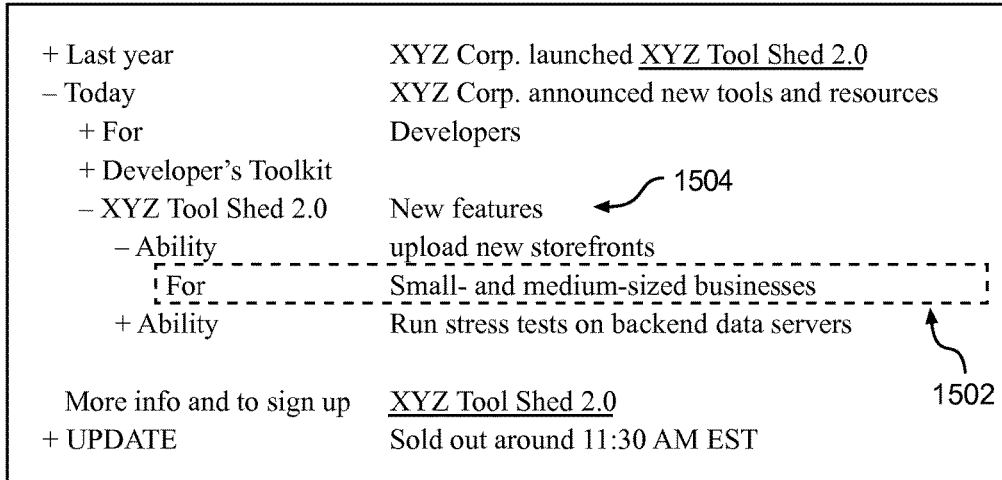 + Last year XYZ Corp. launched XYZ Tool Shed 2.0
– Today XYZ Corp. announced new tools and resources
+ For Developers
+ Developer's Toolkit
1504
– XYZ Tool Shed 2.0 New features
– Ability upload new storefronts
For Small- and medium-sized businesses
+ Ability Run stress tests on backend data servers
1502
More info and to sign up XYZ Tool Shed 2.0
+ UPDATE Sold out around 11:30 AM EST